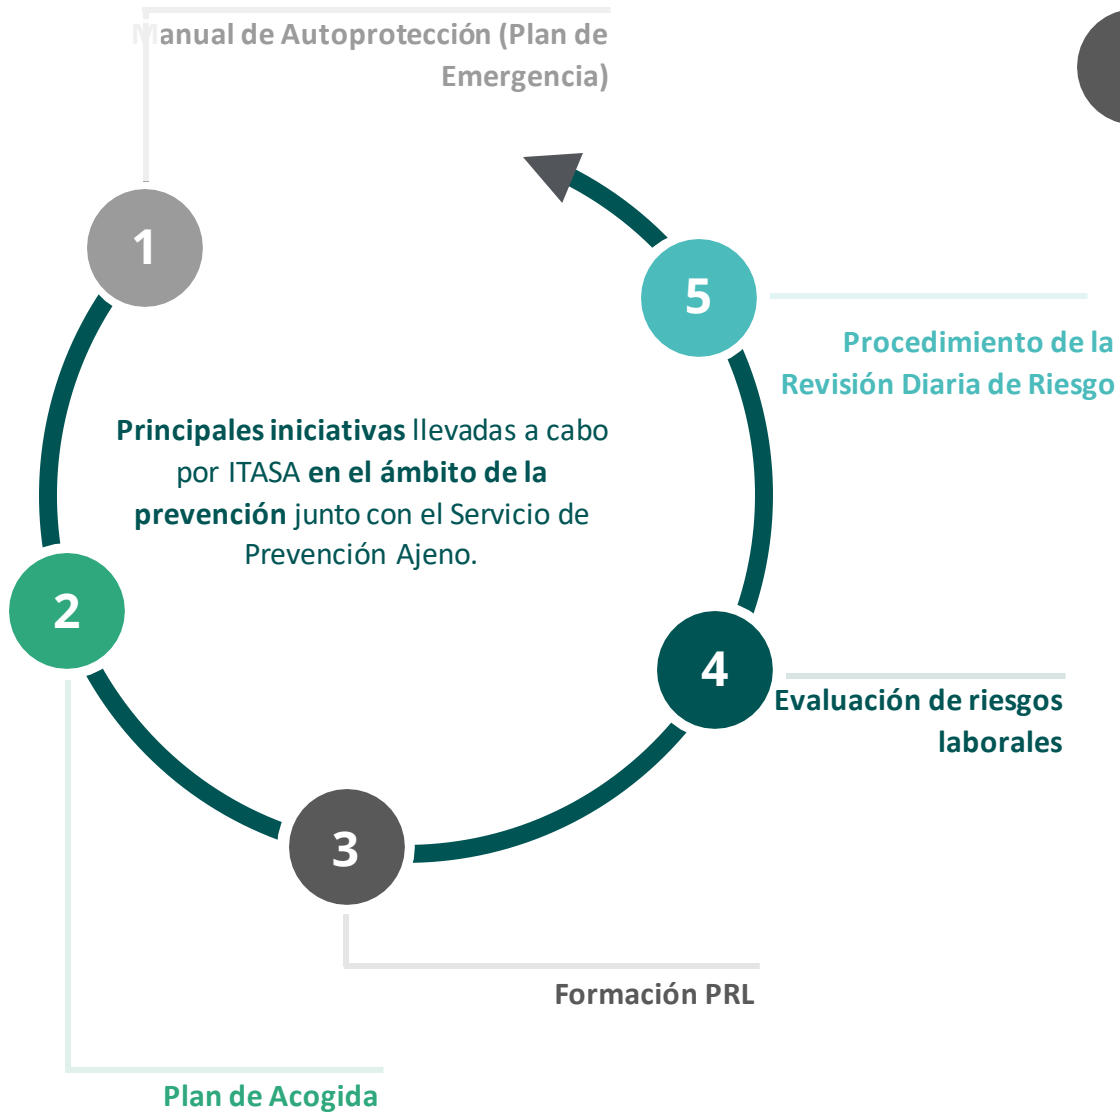 Manual de Autoprotección (Plan de
Emergencia)
1
5
Procedimiento de la
Revisión Diaria de Riesgo
Principales iniciativas llevadas a cabo
por ITASA en el ámbito de la
prevención junto con el Servicio de
Prevención Ajeno.
2
4
Evaluación de riesgos
laborales
3
Formación PRL
Plan de Acogida